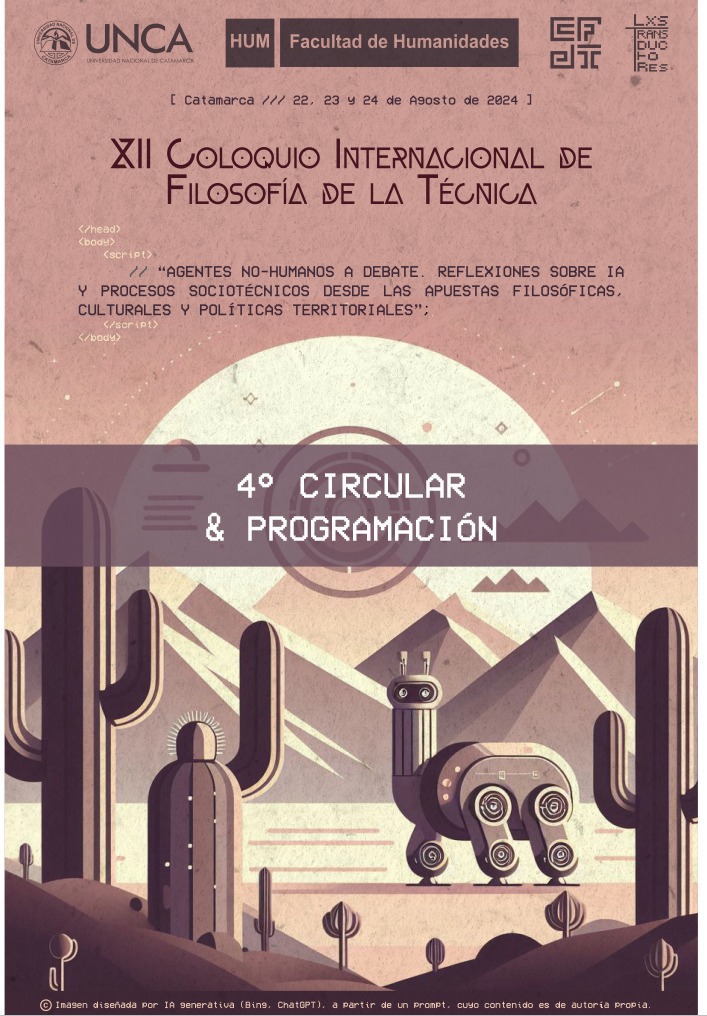 UNCA
UNIVERSIDAD NACIONAL DE CATAMARCA
HUM Facultad de Humanidades
CFdT
LXS
TRANS
DUC
TO
RES
[ Catamarca /// 22, 23 y 24 de Agosto de 2024 ]
XII Coloquio Internacional de
Filosofía de la Técnica
</head>
<body>
<script>
// “AGENTES NO-HUMANOS A DEBATE. REFLEXIONES SOBRE IA
Y PROCESOS SOCIOTÉCNICOS DESDE LAS APUESTAS FILOSÓFICAS,
CULTURALES Y POLÍTICAS TERRITORIALES”;
</script>
</body>
4º CIRCULAR
& PROGRAMACIÓN
© Imagen diseñada por IA generativa (Bing, ChatGPT), a partir de un prompt, cuyo contenido es de autoría propia.